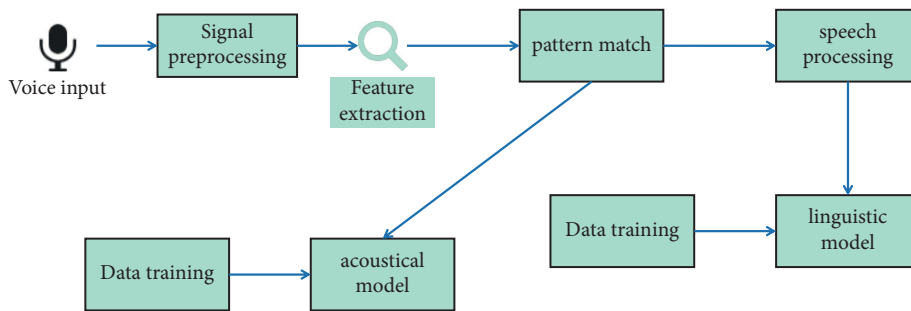 Voice input
Signal
preprocessing
Feature
extraction
pattern match
speech
processing
Data training
acoustical
model
Data training
linguistic
model